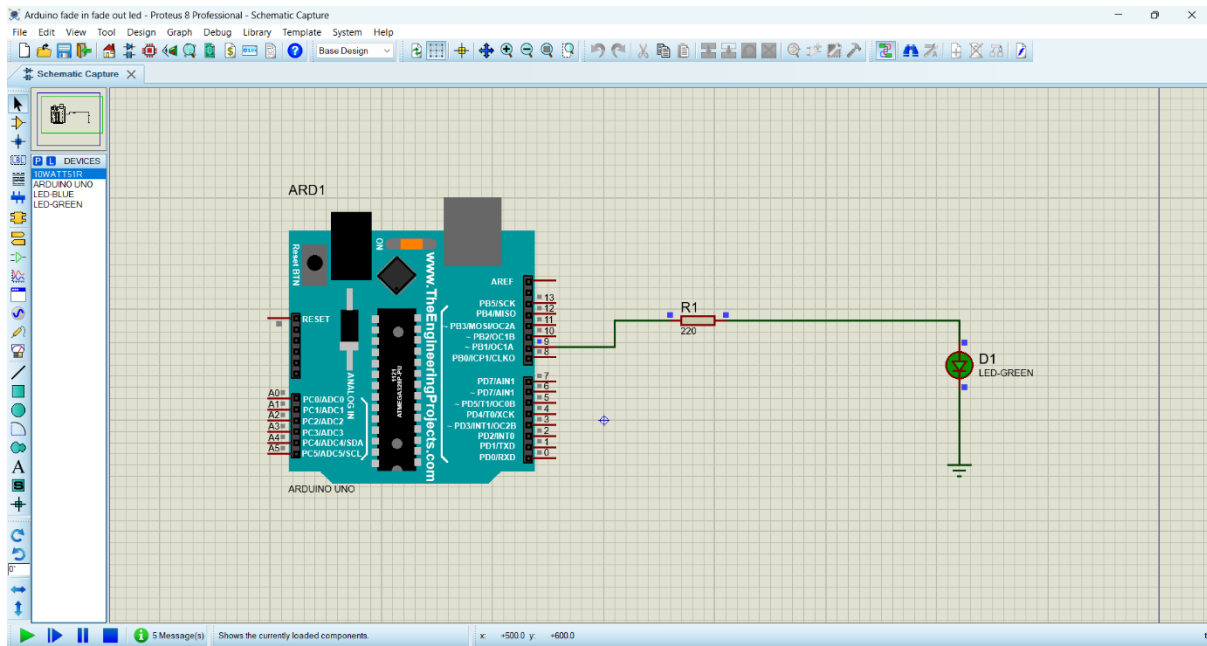 Arduino fade in fade out led - Proteus 8 Professional - Schematic Capture
File Edit View Tool Design Graph Debug Library Template System Help
Base Design
Schematic Capture
P L DEVICES
10WATT51R
ARDUINO UNO
LED-BLUE
LED-GREEN
ARD1
Reset BTN
ON
www.TheEngineeringProjects.com
AREF
PB5/SCK 13
PB4/MISO 12
~ PB3/MOSI/OC2A 11
~ PB2/OC1B 10
~ PB1/OC1A 9
PB0/ICP1/CLKO 8
RESET
ANALOG IN
1121
ATMEGA328P-PU
PD7/AIN1 7
~ PD7/AIN1 6
~ PD5/T1/OC0B 5
PD4/T0/XCK 4
~ PD3/INT1/OC2B 3
PD2/INT0 2
PD1/TXD 1
PD0/RXD 0
A0 PC0/ADC0
A1 PC1/ADC1
A2 PC2/ADC2
A3 PC3/ADC3
A4 PC4/ADC4/SDA
A5 PC5/ADC5/SCL
ARDUINO UNO
R1
220
D1
LED-GREEN
5 Message(s)
Shows the currently loaded components.
x: +500.0 y: +600.0